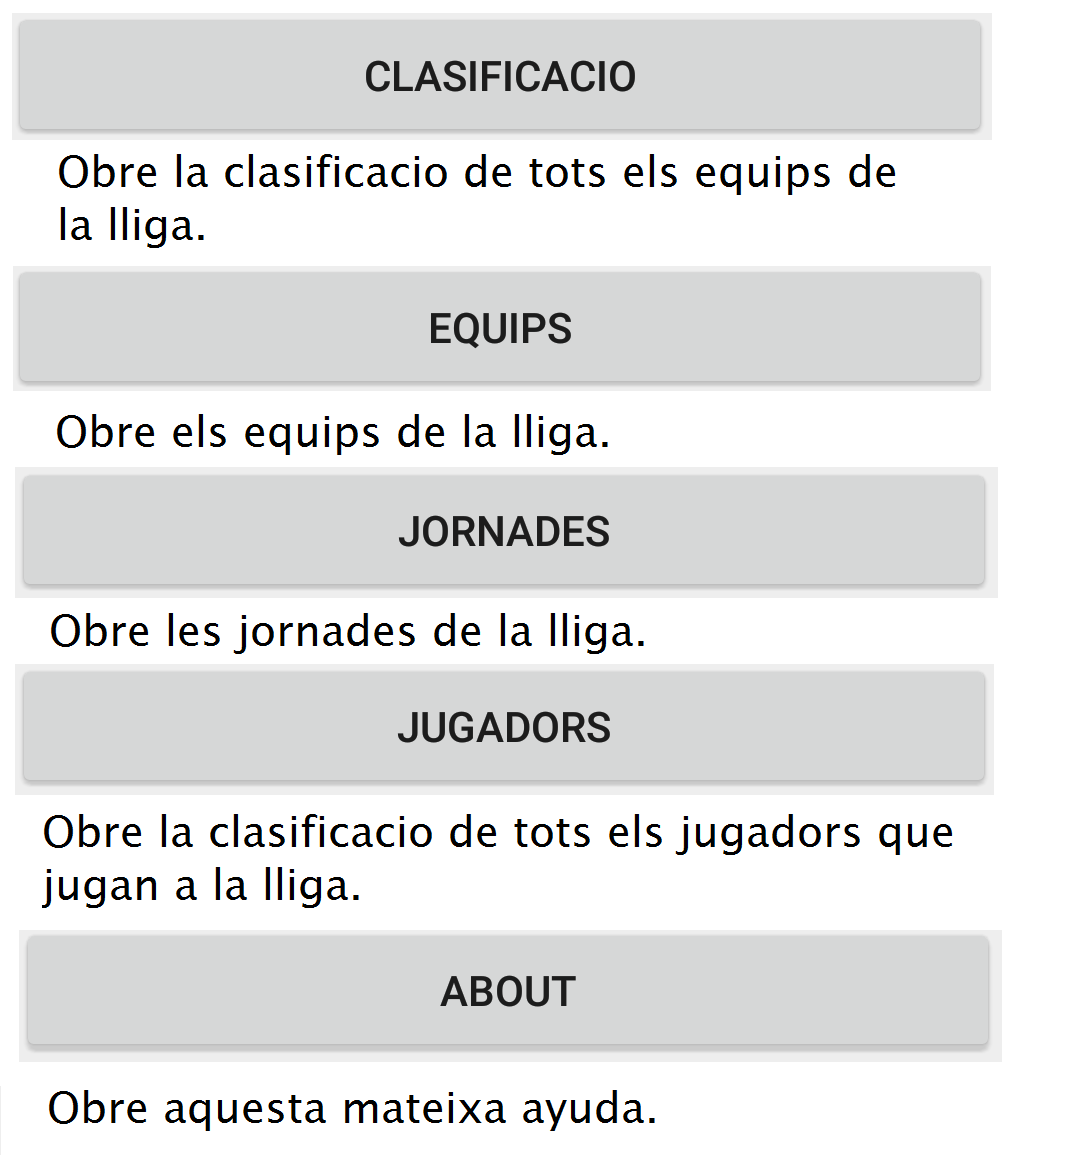 CLASIFICACIO
Obre la clasificacio de tots els equips de
la lliga.
EQUIPS
Obre els equips de la lliga.
JORNADES
Obre les jornades de la lliga.
JUGADORS
Obre la clasificacio de tots els jugadors que
jugan a la lliga.
ABOUT
Obre aquesta mateixa ayuda.